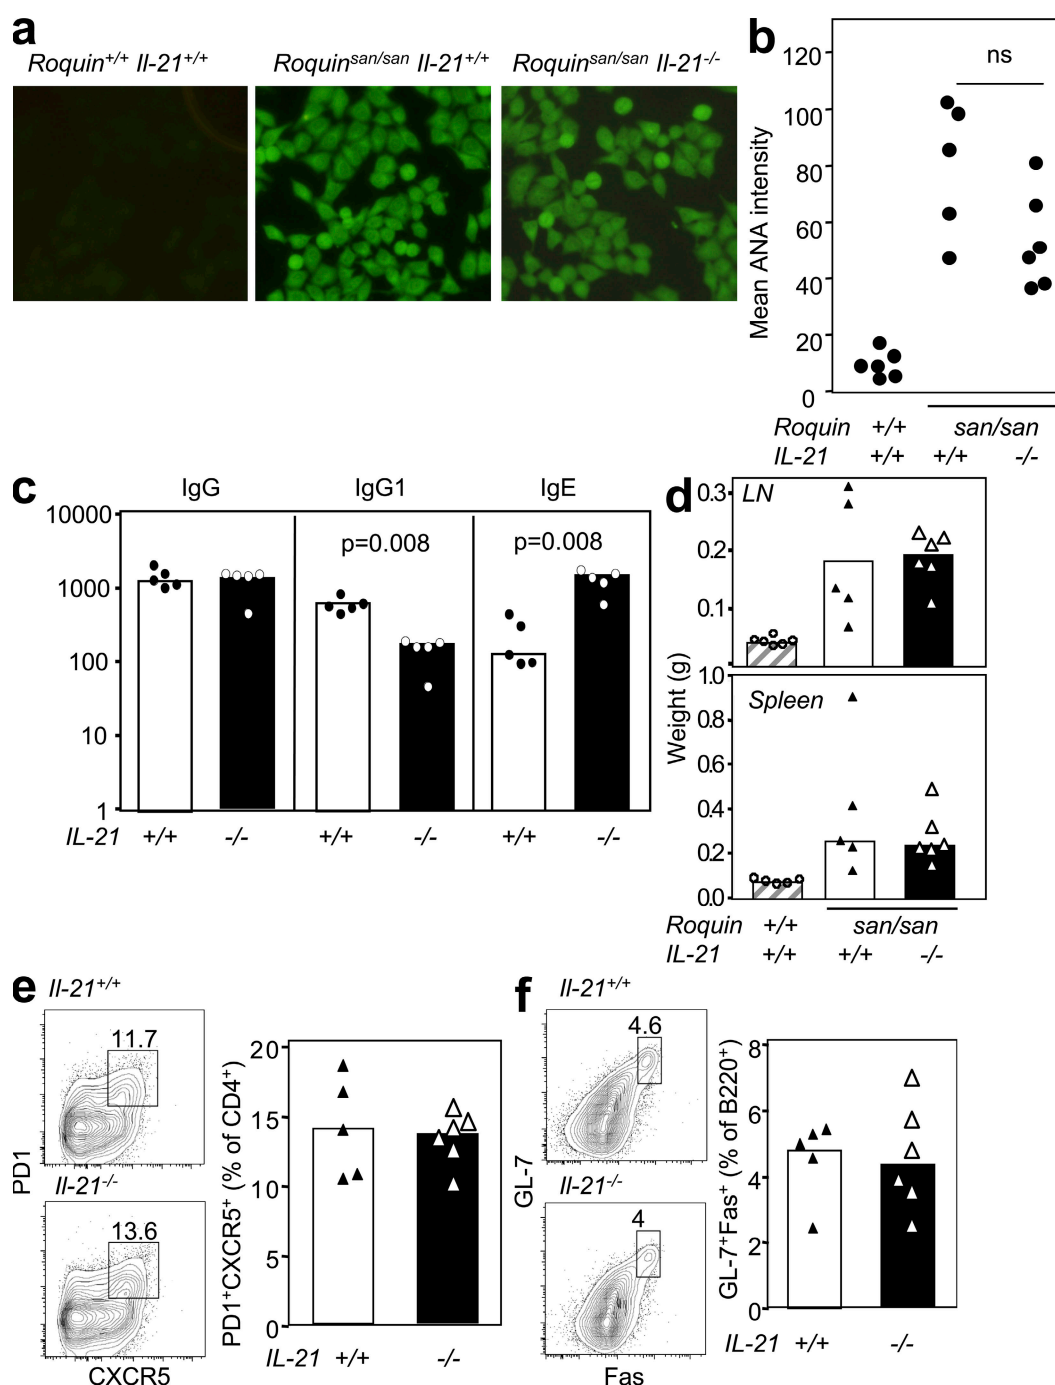 a
Roquin+/+ Il-21+/+
Roquinsan/san Il-21+/+
Roquinsan/san Il-21-/-
b
ns
Mean ANA intensity
120
100
80
60
40
20
0
Roquin +/+ san/san
IL-21 +/+ +/+ -/-
c
IgG IgG1 IgE
10000
1000
100
10
1
p=0.008 p=0.008
IL-21 +/+ -/- +/+ -/- +/+ -/-
d
LN
0.3
0.2
0.1
Weight (g)
Spleen
1.0
0.8
0.6
0.4
0.2
0.0
Roquin +/+ san/san
IL-21 +/+ +/+ -/-
e
Il-21+/+
11.7
PD1
Il-21-/-
13.6
CXCR5
PD1+CXCR5+ (% of CD4+)
20
15
10
5
0
IL-21 +/+ -/-
f
Il-21+/+
4.6
GL-7
Il-21-/-
4
Fas
GL-7+Fas+ (% of B220+)
8
6
4
2
0
IL-21 +/+ -/-